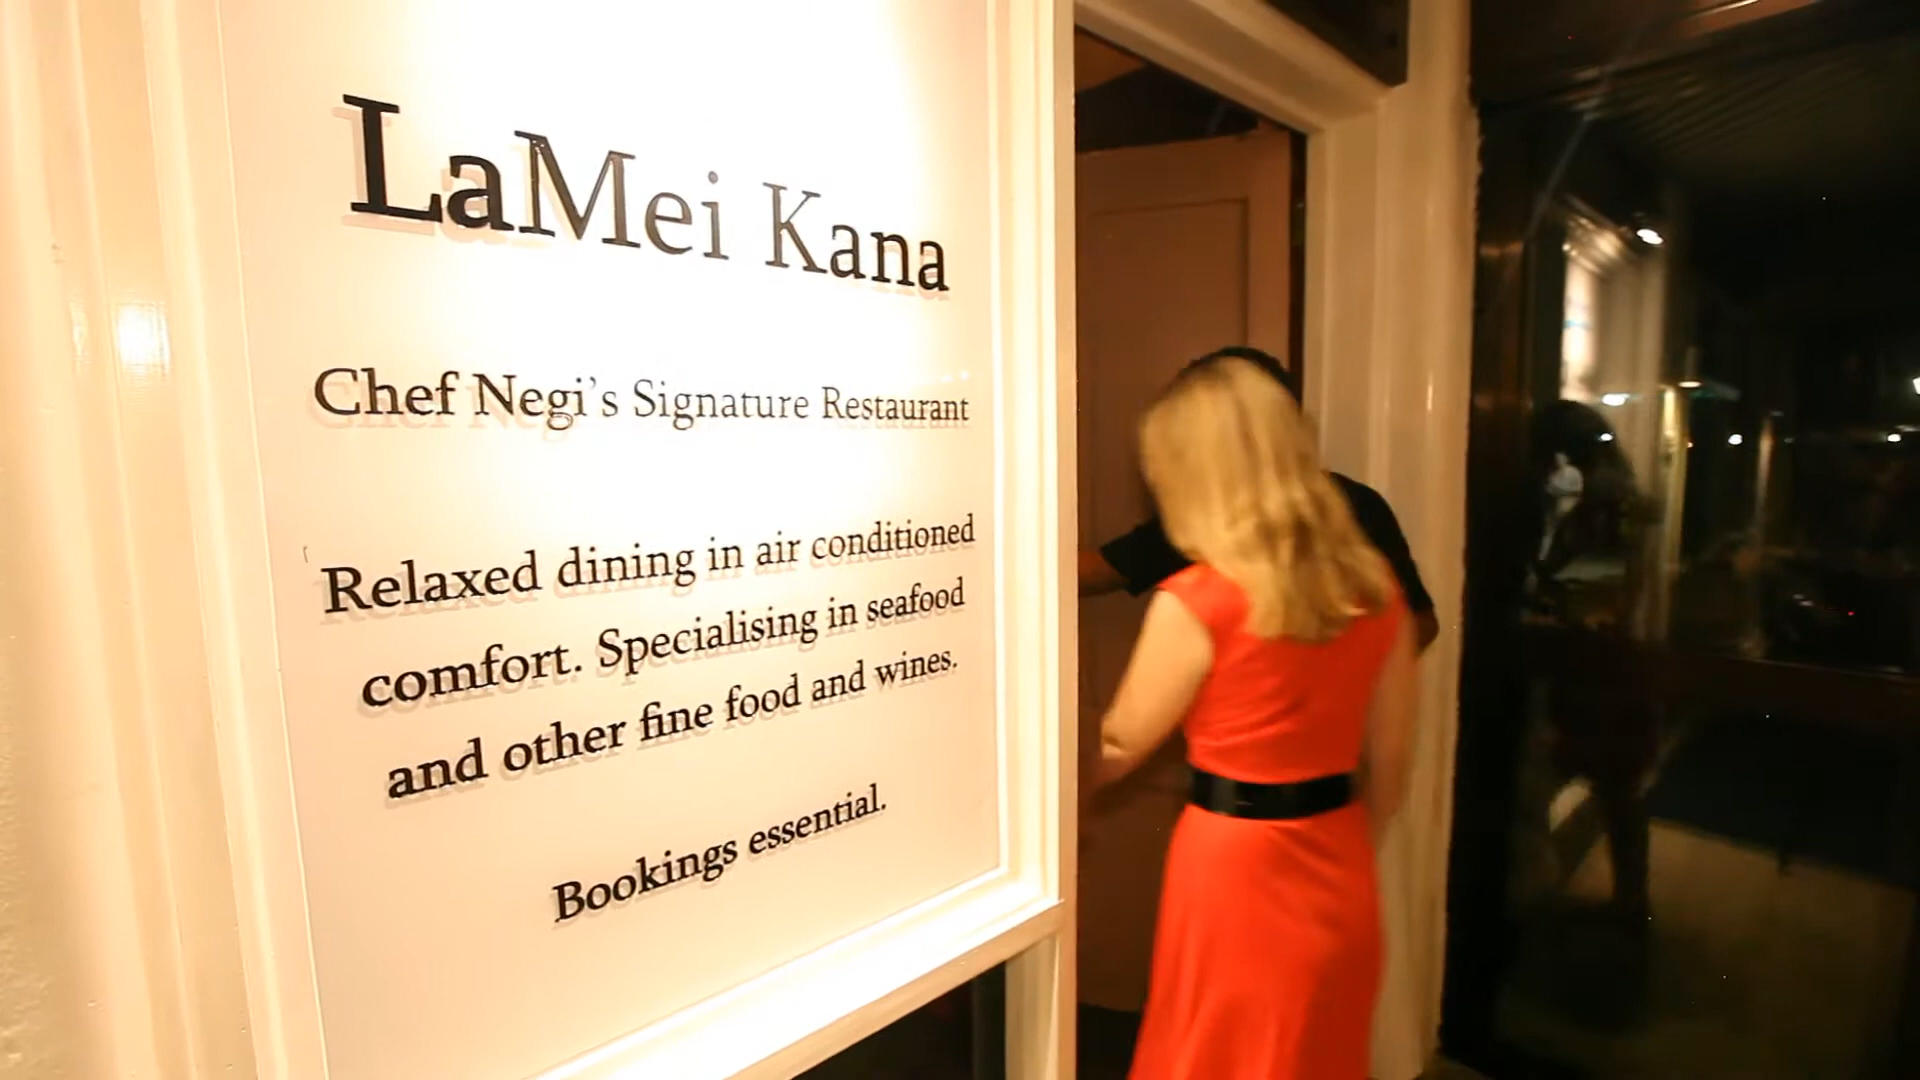 LaMei Kana
Chef Negi's Signature Restaurant
Relaxed dining in air conditioned
comfort. Specialising in seafood
and other fine food and wines.
Bookings essential.